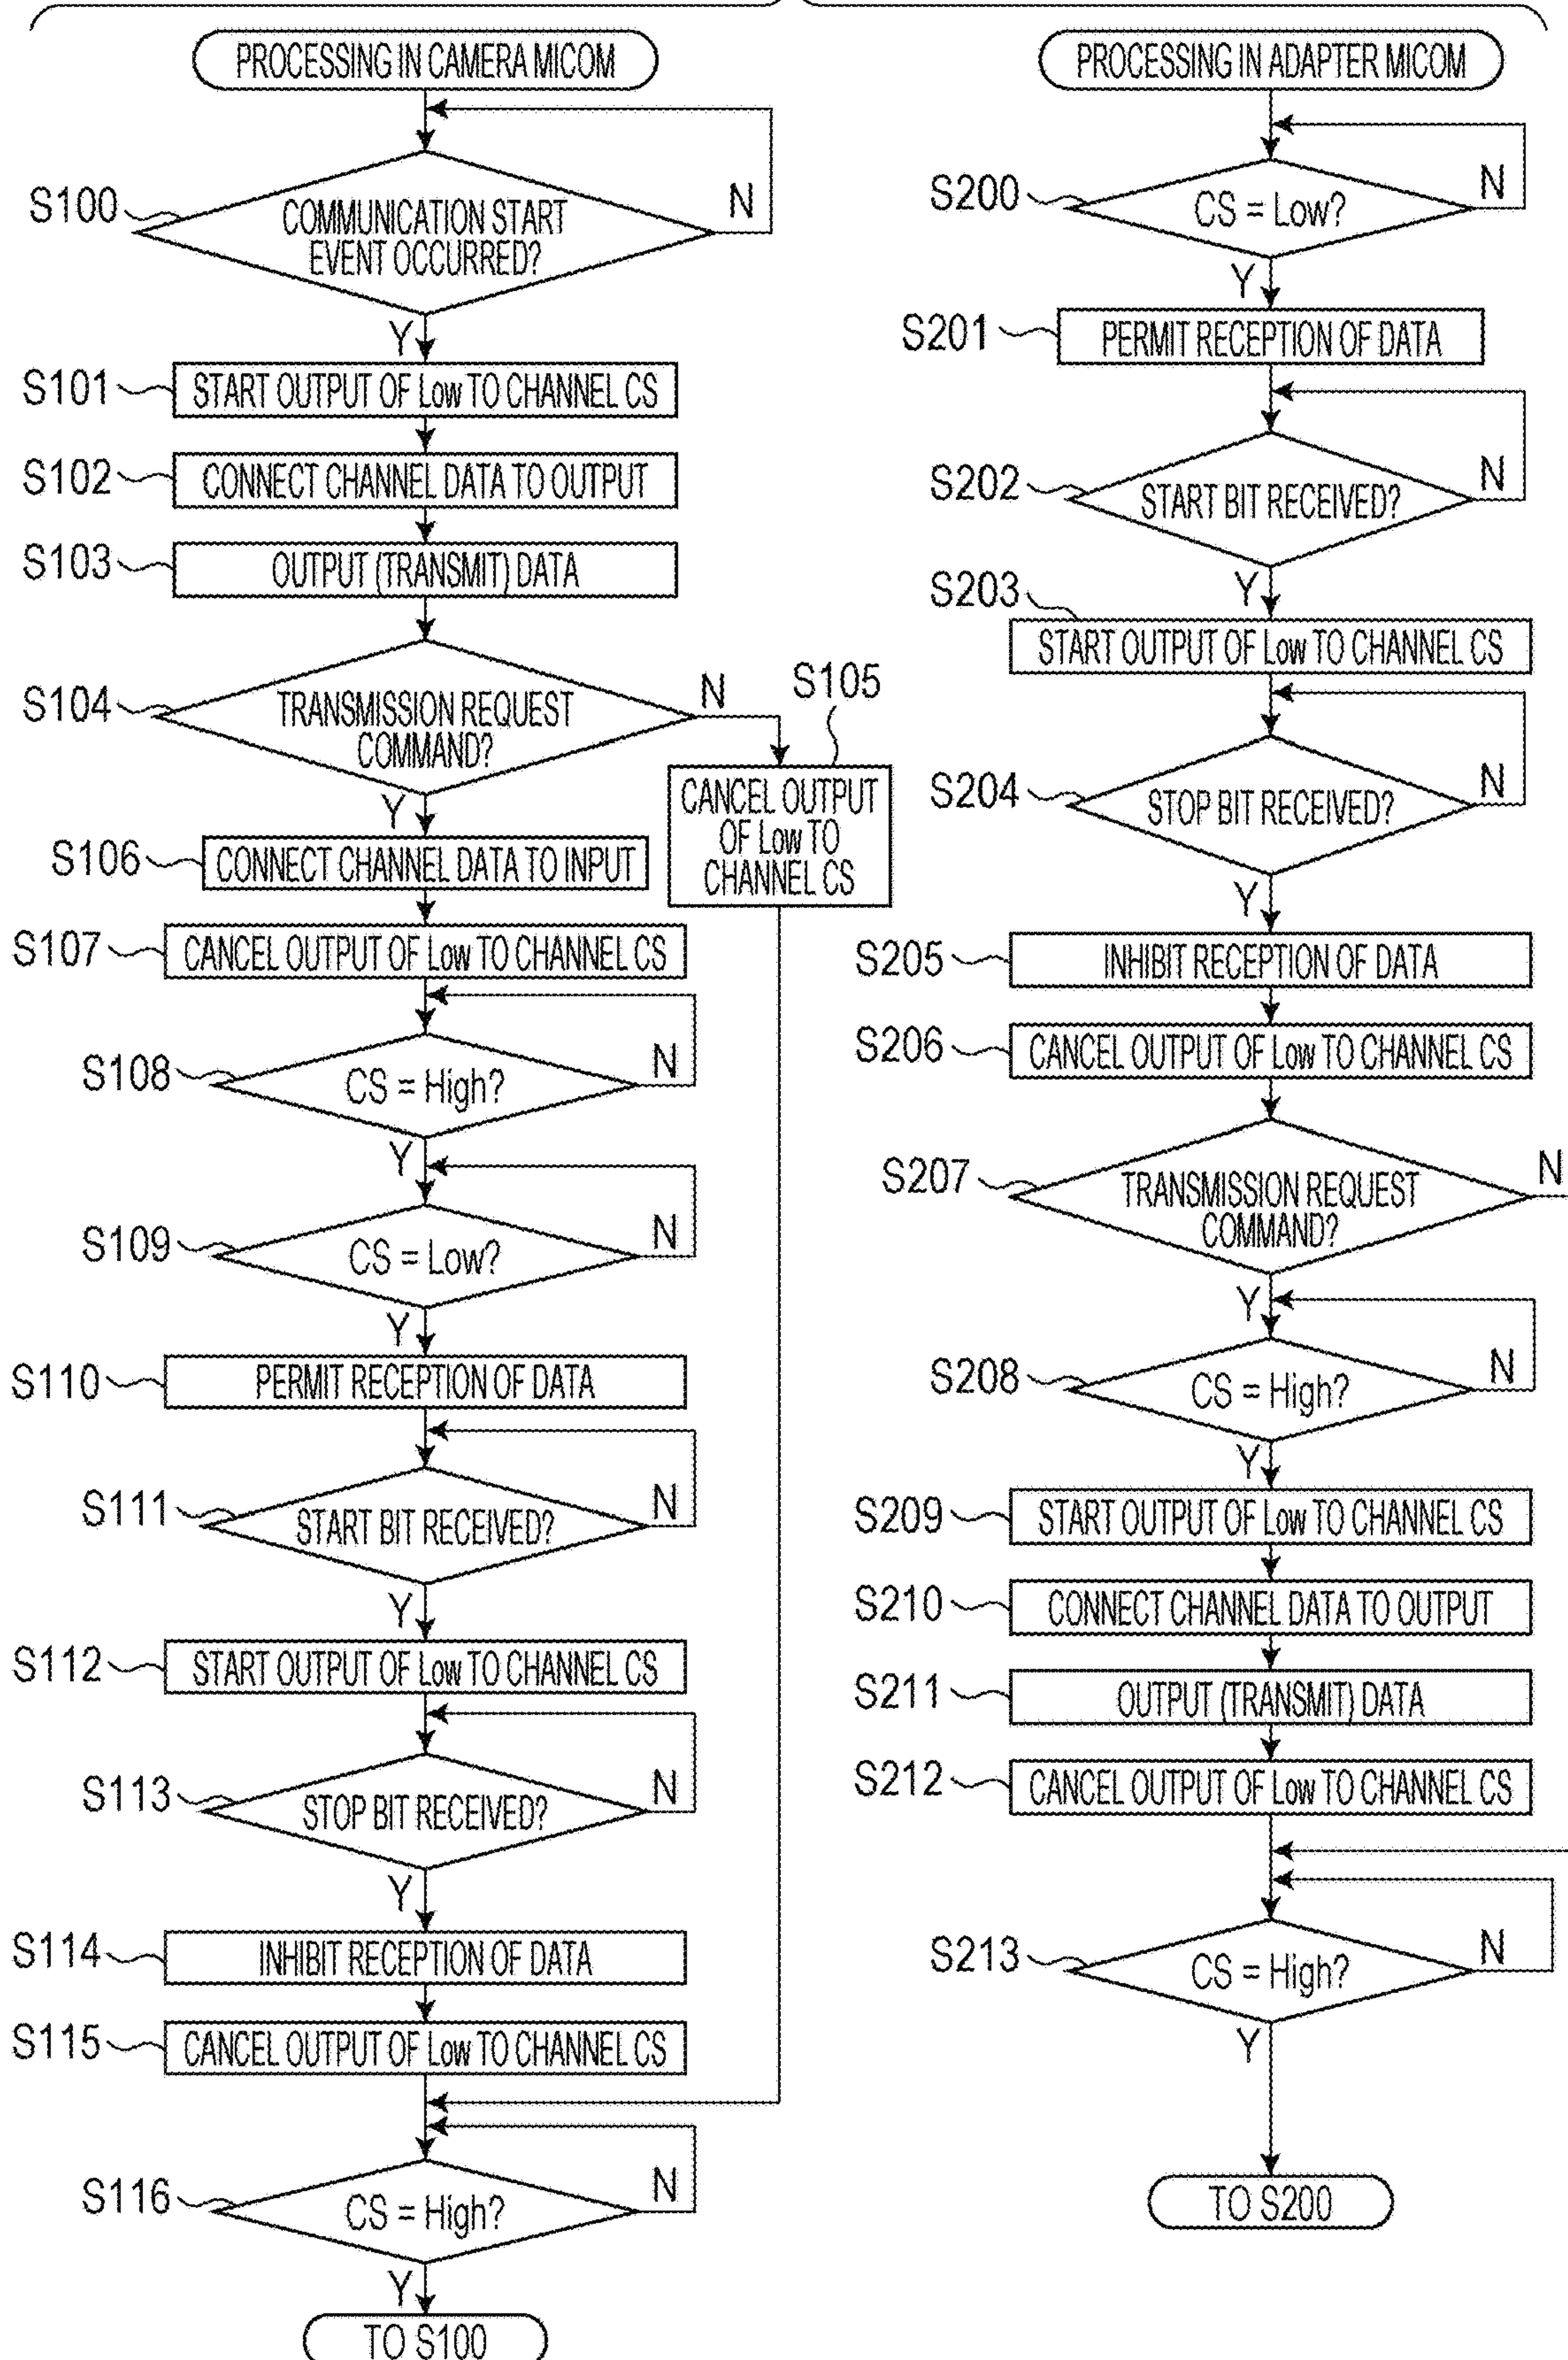 PROCESSING IN CAMERA MICOM
S100
COMMUNICATION START
EVENT OCCURRED?
N
Y
S101
START OUTPUT OF Low TO CHANNEL CS
S102
CONNECT CHANNEL DATA TO OUTPUT
S103
OUTPUT (TRANSMIT) DATA
S104
TRANSMISSION REQUEST
COMMAND?
N
S105
CANCEL OUTPUT
OF Low TO
CHANNEL CS
Y
S106
CONNECT CHANNEL DATA TO INPUT
S107
CANCEL OUTPUT OF Low TO CHANNEL CS
S108
CS = High?
N
Y
S109
CS = Low?
N
Y
S110
PERMIT RECEPTION OF DATA
S111
START BIT RECEIVED?
N
Y
S112
START OUTPUT OF Low TO CHANNEL CS
S113
STOP BIT RECEIVED?
N
Y
S114
INHIBIT RECEPTION OF DATA
S115
CANCEL OUTPUT OF Low TO CHANNEL CS
S116
CS = High?
N
Y
TO S100
PROCESSING IN ADAPTER MICOM
S200
CS = Low?
N
Y
S201
PERMIT RECEPTION OF DATA
S202
START BIT RECEIVED?
N
Y
S203
START OUTPUT OF Low TO CHANNEL CS
S204
STOP BIT RECEIVED?
N
Y
S205
INHIBIT RECEPTION OF DATA
S206
CANCEL OUTPUT OF Low TO CHANNEL CS
S207
TRANSMISSION REQUEST
COMMAND?
N
Y
S208
CS = High?
N
Y
S209
START OUTPUT OF Low TO CHANNEL CS
S210
CONNECT CHANNEL DATA TO OUTPUT
S211
OUTPUT (TRANSMIT) DATA
S212
CANCEL OUTPUT OF Low TO CHANNEL CS
S213
CS = High?
N
Y
TO S200